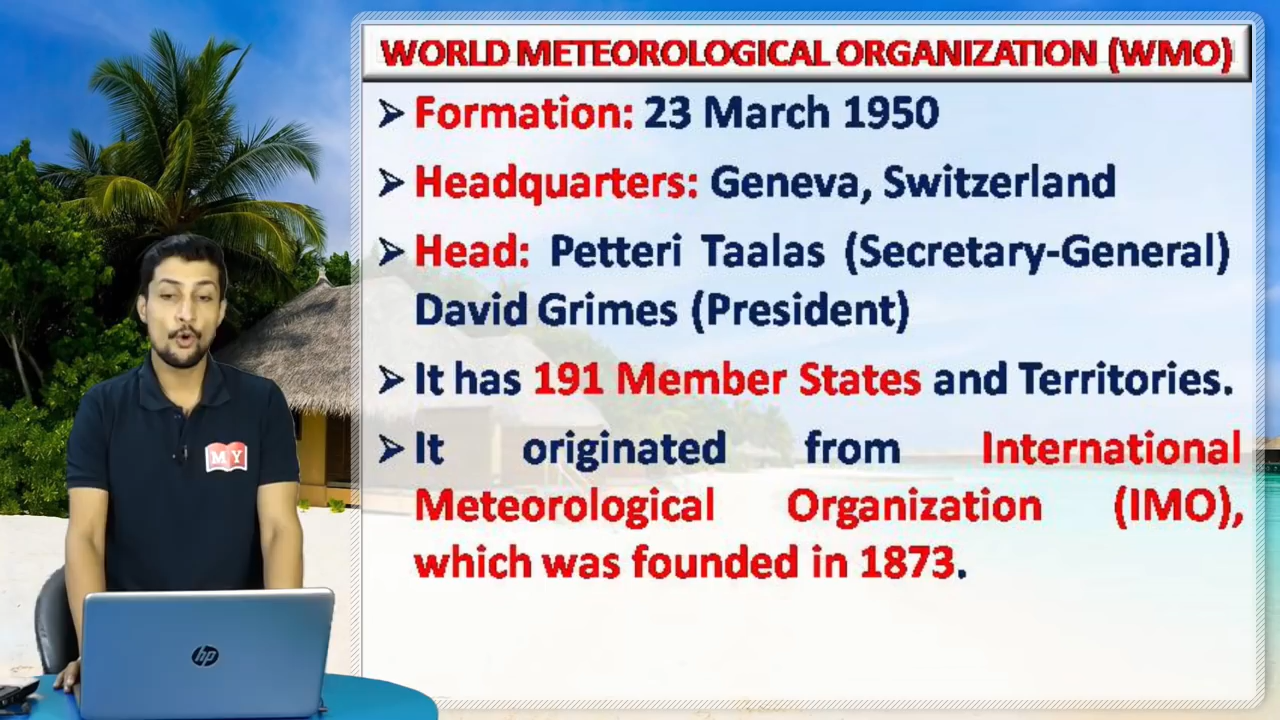 WORLD METEOROLOGICAL ORGANIZATION (WMO)
➢ Formation: 23 March 1950
➢ Headquarters: Geneva, Switzerland
➢ Head: Petteri Taalas (Secretary-General)
David Grimes (President)
➢ It has 191 Member States and Territories.
➢ It originated from International
Meteorological Organization (IMO),
which was founded in 1873.
MY
hp